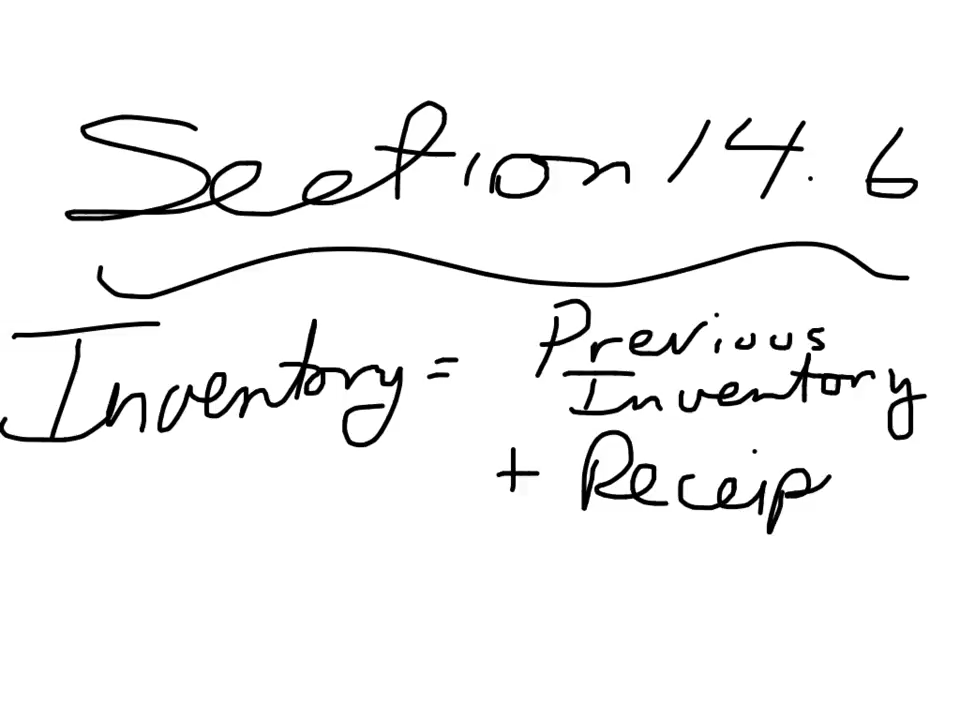 Section 14.6
Inventory = Previous
Inventory
+ Receip